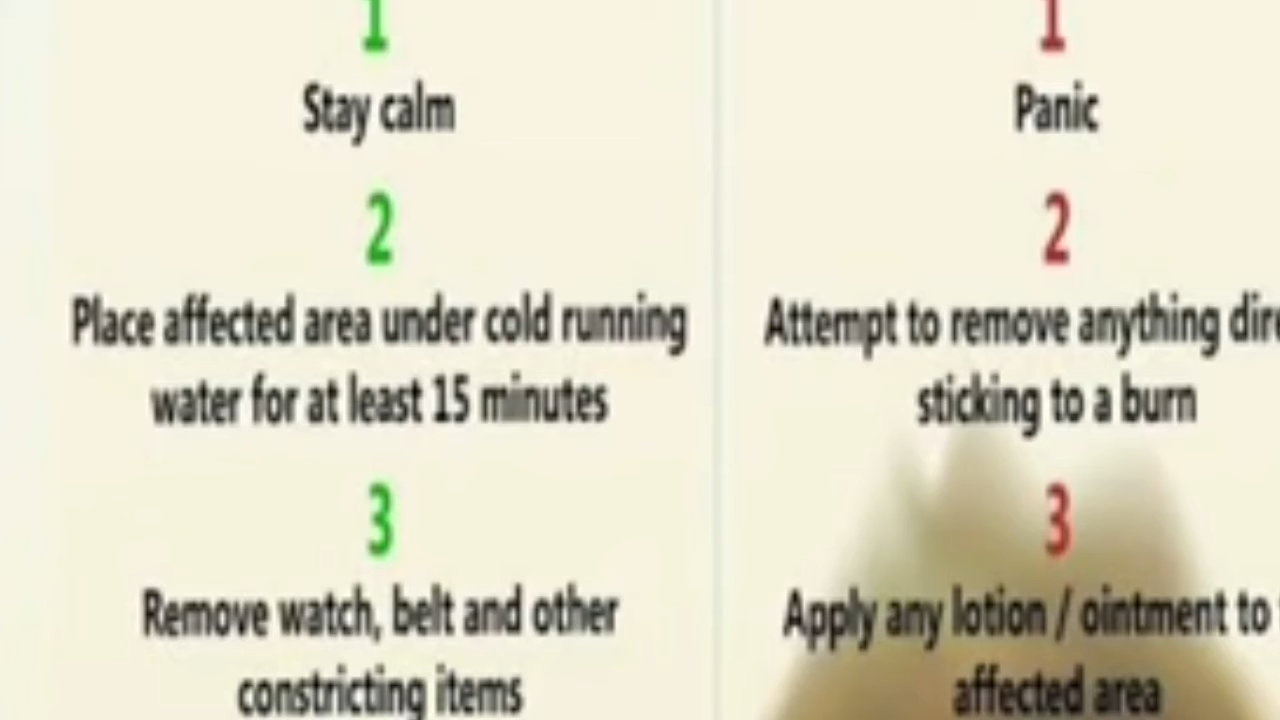 1
Stay calm
2
Place affected area under cold running
water for at least 15 minutes
3
Remove watch, belt and other
constricting items
1
Panic
2
Attempt to remove anything
sticking to a burn
3
Apply any lotion / ointment to
affected area